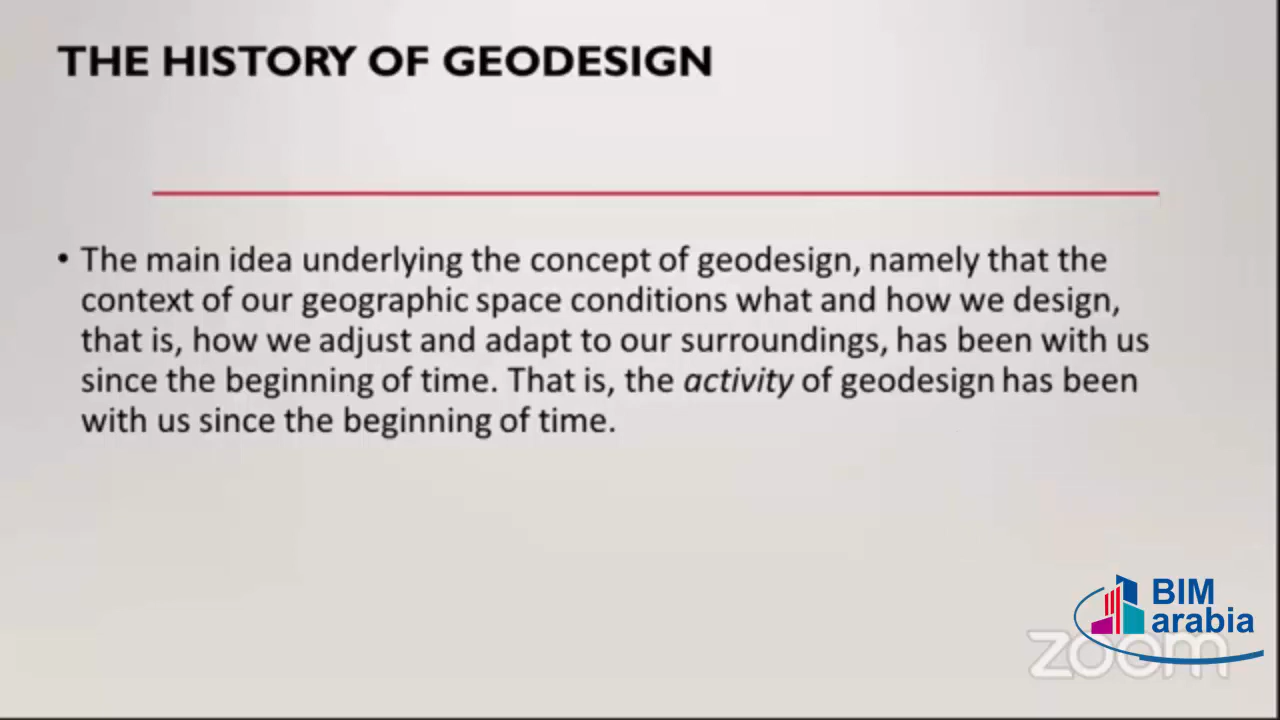 THE HISTORY OF GEODESIGN
• The main idea underlying the concept of geodesign, namely that the
context of our geographic space conditions what and how we design,
that is, how we adjust and adapt to our surroundings, has been with us
since the beginning of time. That is, the activity of geodesign has been
with us since the beginning of time.
BIM
arabia
zoom